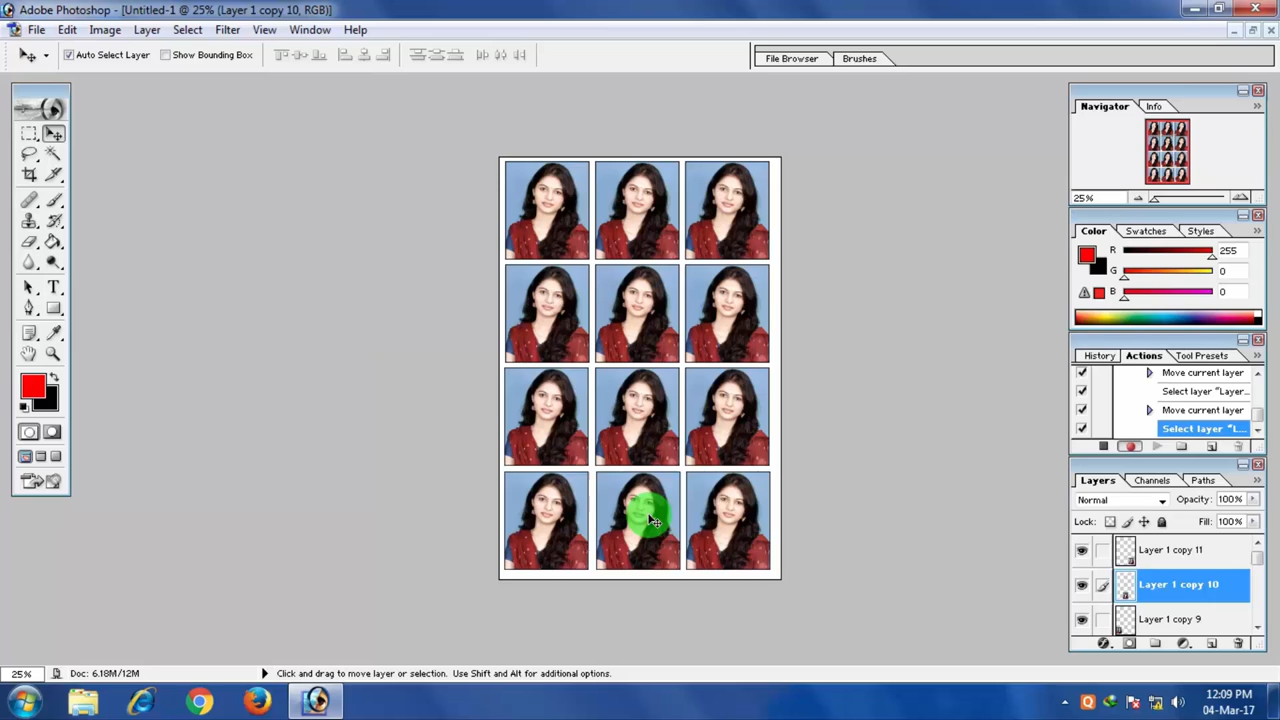 Adobe Photoshop - [Untitled-1 @ 25% (Layer 1 copy 10, RGB)]
File Edit Image Layer Select Filter View Window Help
Auto Select Layer Show Bounding Box File Browser Brushes
Navigator Info
25%
Color Swatches Styles
R 255
G 0
B 0
History Actions Tool Presets
Move current layer
Select layer "Layer...
Move current layer
Select layer "L...
Layers Channels Paths
Normal Opacity: 100%
Lock: Fill: 100%
Layer 1 copy 11
Layer 1 copy 10
Layer 1 copy 9
25% Doc: 6.18M/12M Click and drag to move layer or selection. Use Shift and Alt for additional options.
12:09 PM
04-Mar-17